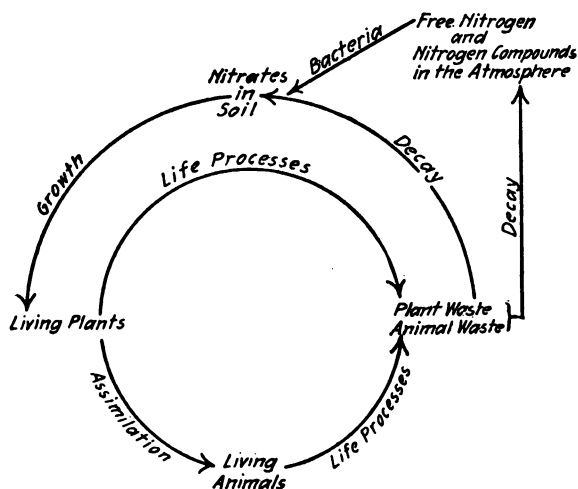 Free Nitrogen
and
Nitrogen Compounds
in the Atmosphere
Bacteria
Nitrates
in
Soil
Decay
Life Processes
Growth
Decay
Living Plants
Plant Waste
Animal Waste
Assimilation
Life Processes
Living
Animals